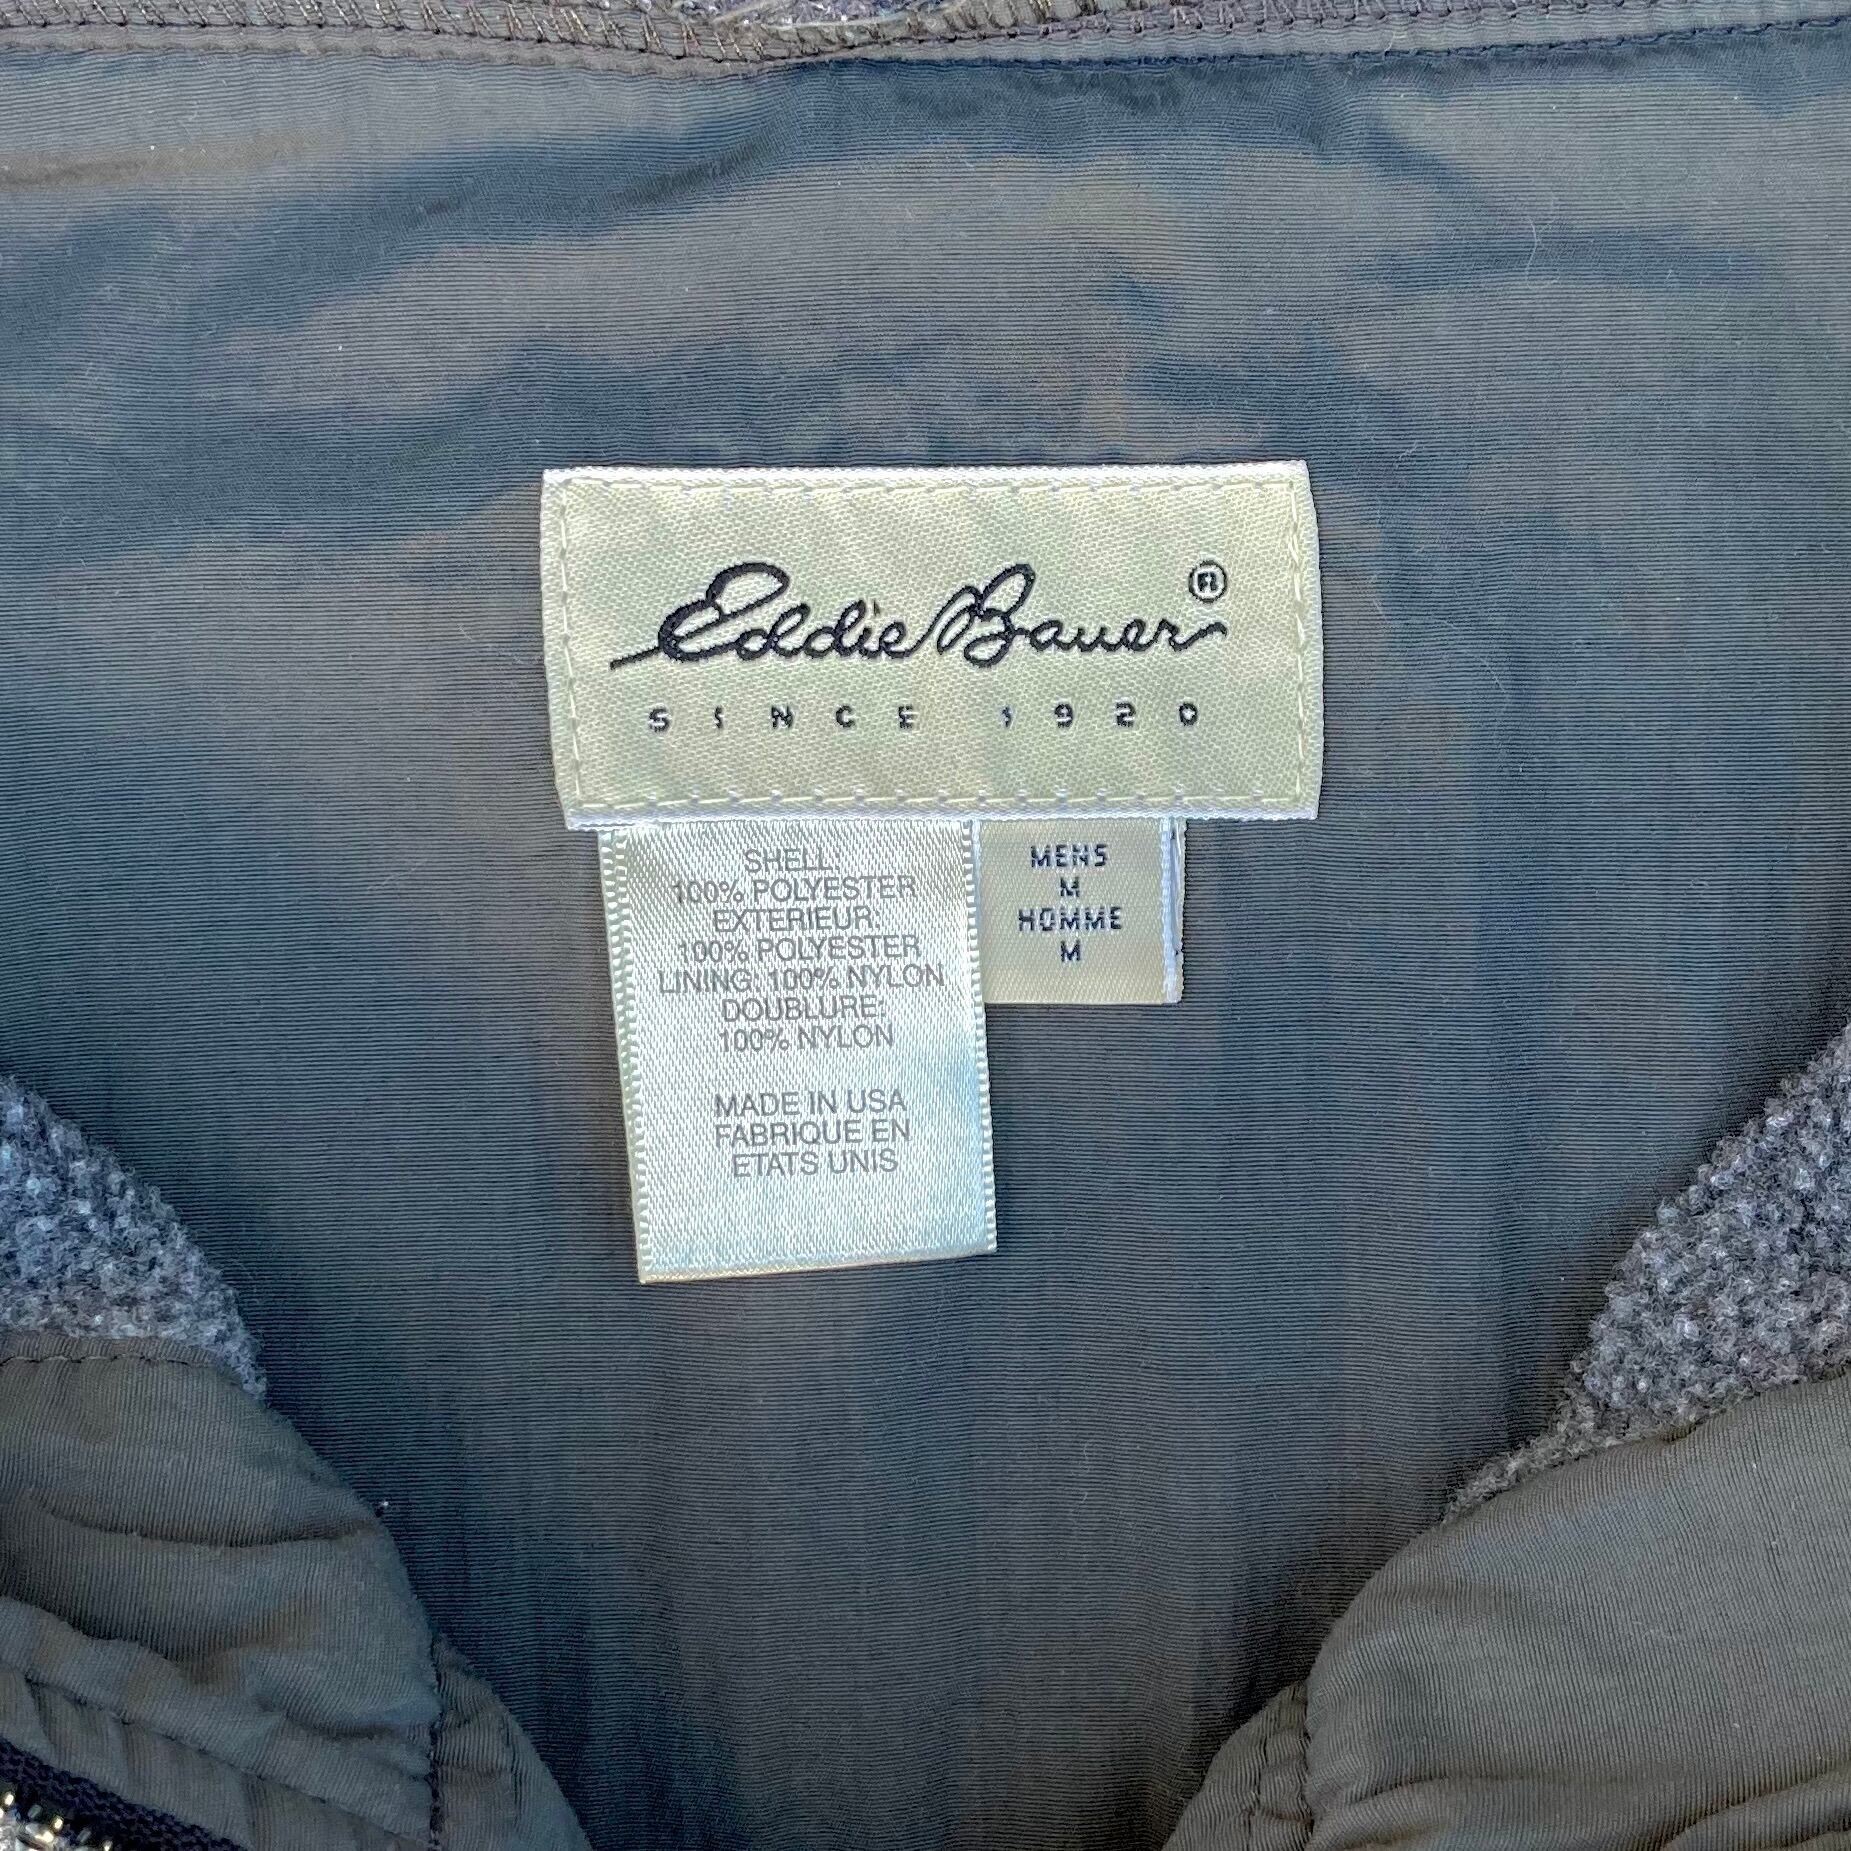 Eddie Bauer®
SINCE 1920
SHELL:
100% POLYESTER
EXTERIEUR:
100% POLYESTER
LINING: 100% NYLON
DOUBLURE:
100% NYLON
MADE IN USA
FABRIQUE EN
ETATS UNIS
MENS
M
HOMME
M